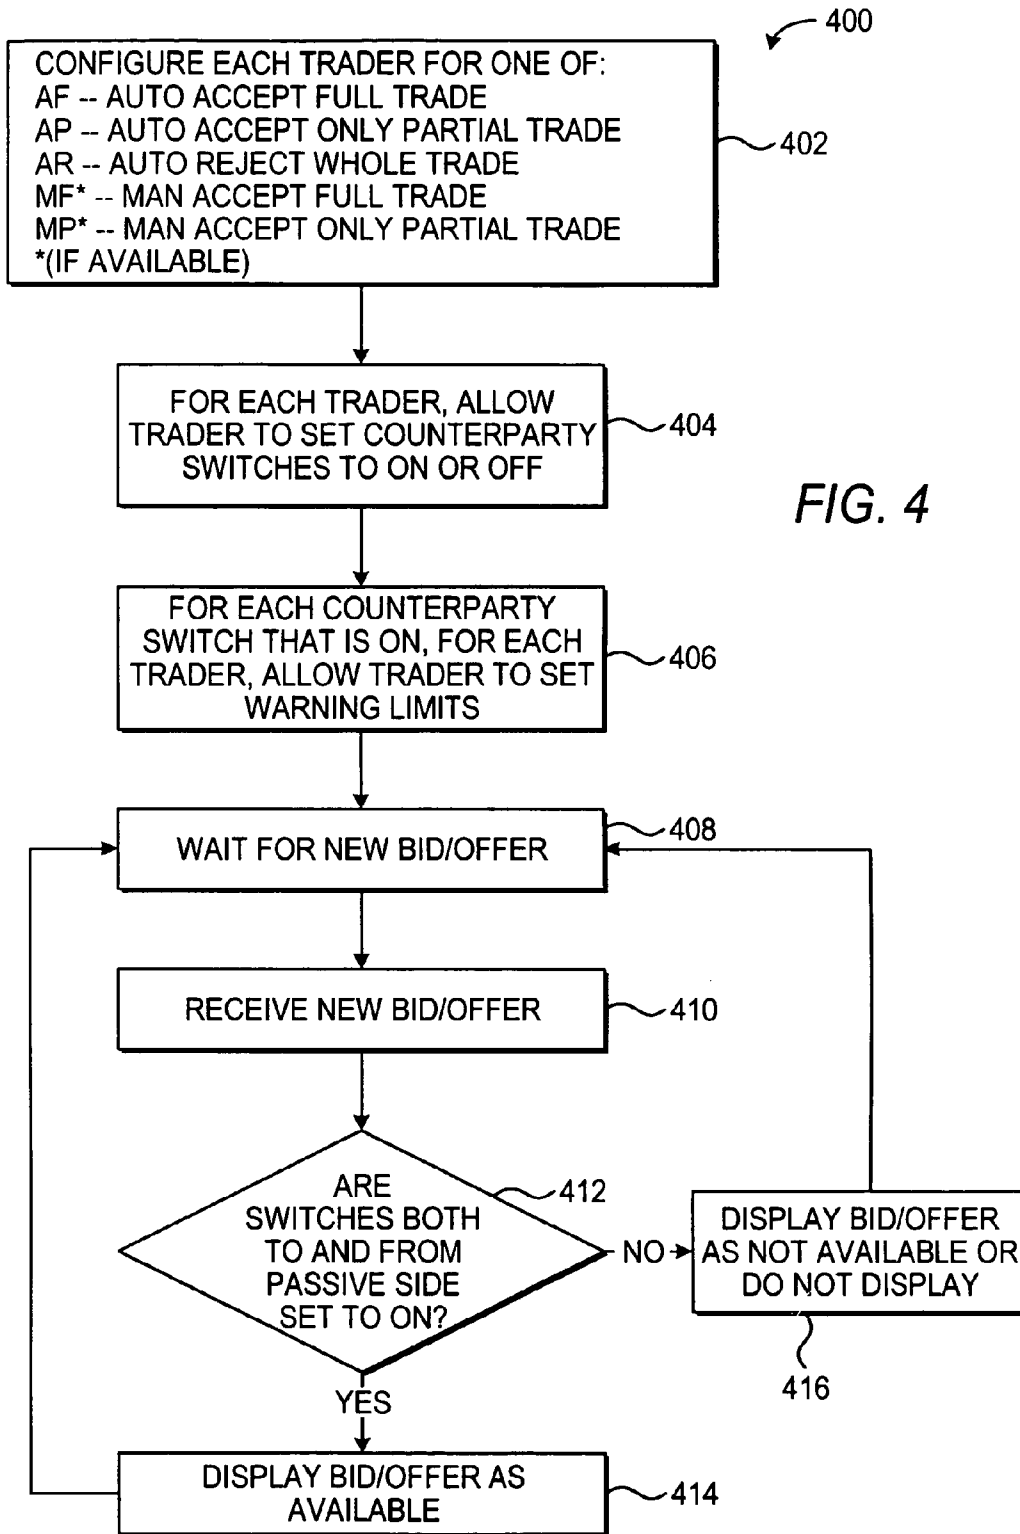 400
CONFIGURE EACH TRADER FOR ONE OF:
AF -- AUTO ACCEPT FULL TRADE
AP -- AUTO ACCEPT ONLY PARTIAL TRADE
AR -- AUTO REJECT WHOLE TRADE
MF* -- MAN ACCEPT FULL TRADE
MP* -- MAN ACCEPT ONLY PARTIAL TRADE
*(IF AVAILABLE)
402
FOR EACH TRADER, ALLOW
TRADER TO SET COUNTERPARTY
SWITCHES TO ON OR OFF
404
FIG. 4
FOR EACH COUNTERPARTY
SWITCH THAT IS ON, FOR EACH
TRADER, ALLOW TRADER TO SET
WARNING LIMITS
406
WAIT FOR NEW BID/OFFER
408
RECEIVE NEW BID/OFFER
410
ARE
SWITCHES BOTH
TO AND FROM
PASSIVE SIDE
SET TO ON?
412
NO
DISPLAY BID/OFFER
AS NOT AVAILABLE OR
DO NOT DISPLAY
416
YES
DISPLAY BID/OFFER AS
AVAILABLE
414